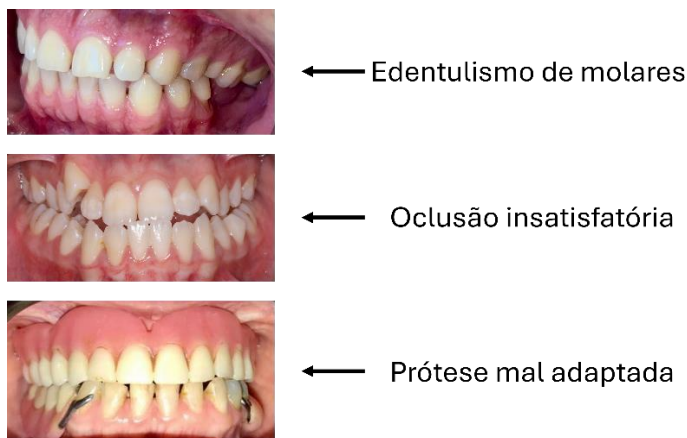 Edentulismo de molares
Oclusão insatisfatória
Prótese mal adaptada